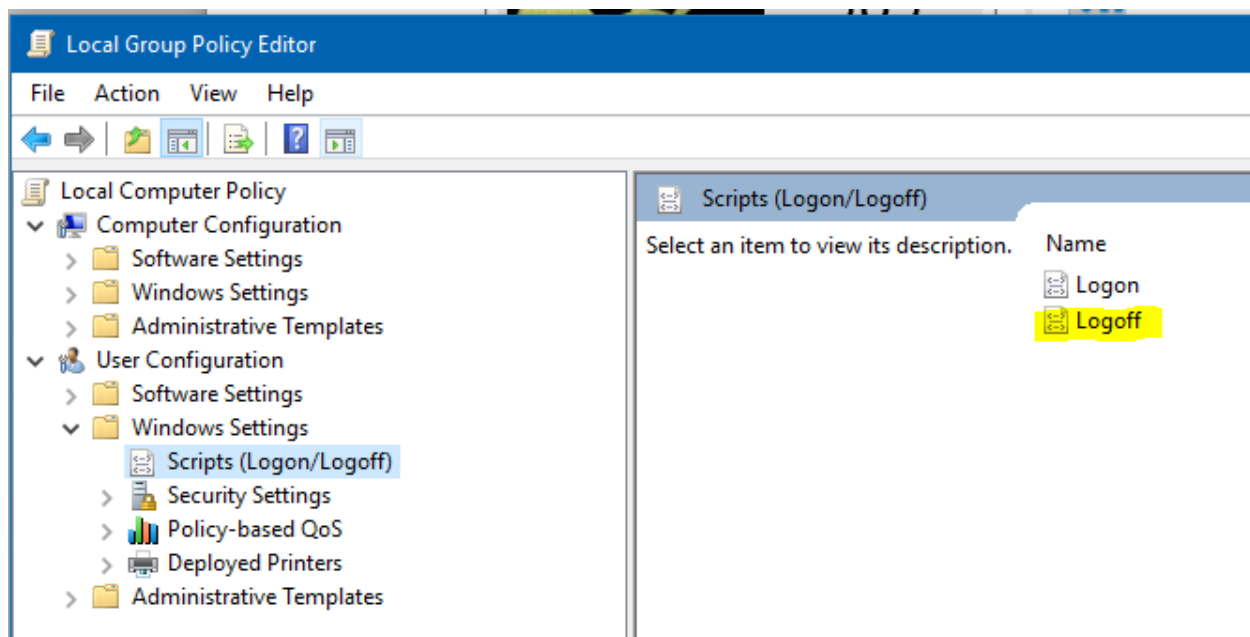 Local Group Policy Editor
File Action View Help
Local Computer Policy
Computer Configuration
Software Settings
Windows Settings
Administrative Templates
User Configuration
Software Settings
Windows Settings
Scripts (Logon/Logoff)
Security Settings
Policy-based QoS
Deployed Printers
Administrative Templates
Scripts (Logon/Logoff)
Select an item to view its description.
Name
Logon
Logoff